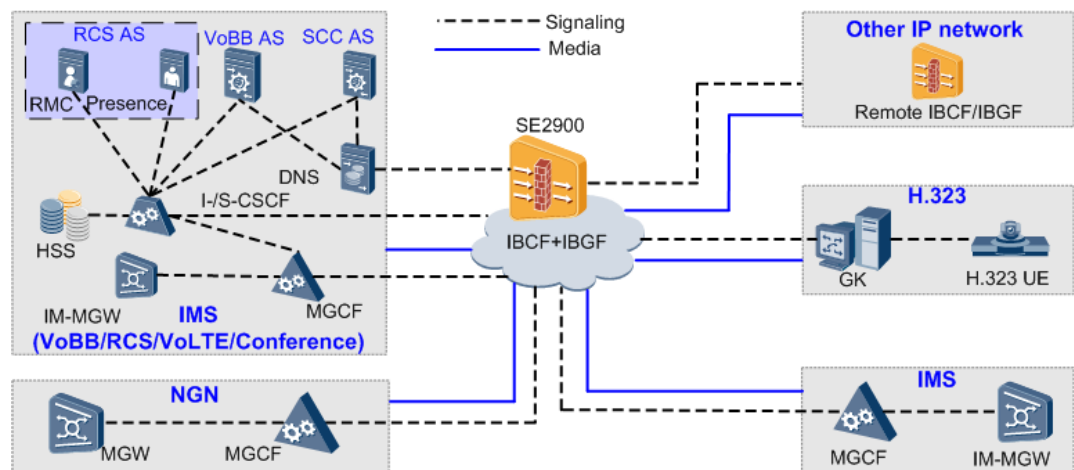 RCS AS
VoBB AS
SCC AS
RMC
Presence
DNS
I-/S-CSCF
HSS
IM-MGW
MGCF
IMS
(VoBB/RCS/VoLTE/Conference)
NGN
MGW
MGCF
Signaling
Media
SE2900
IBCF+IBGF
Other IP network
Remote IBCF/IBGF
H.323
GK
H.323 UE
IMS
MGCF
IM-MGW